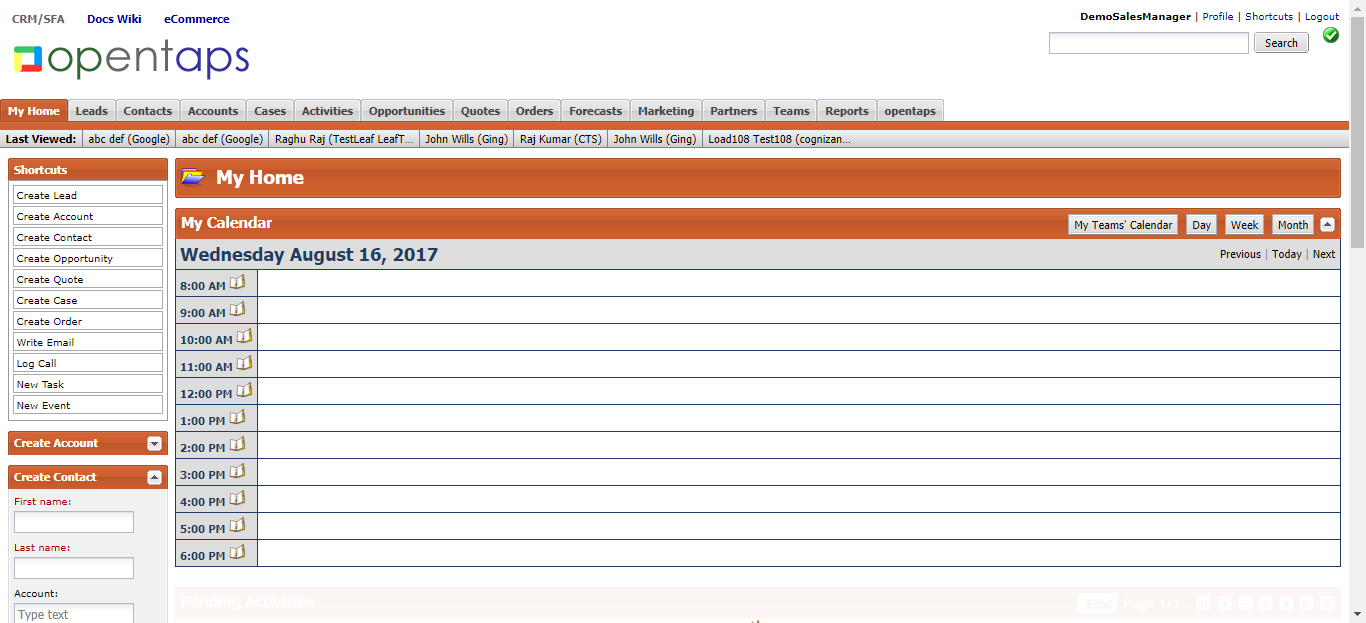 CRM/SFA Docs Wiki eCommerce
DemoSalesManager | Profile | Shortcuts | Logout
opentaps
Search
My Home Leads Contacts Accounts Cases Activities Opportunities Quotes Orders Forecasts Marketing Partners Teams Reports opentaps
Last Viewed: abc def (Google) abc def (Google) Raghu Raj (TestLeaf LeafT... John Wills (Ging) Raj Kumar (CTS) John Wills (Ging) Load108 Test108 (cognizan...
Shortcuts
Create Lead
Create Account
Create Contact
Create Opportunity
Create Quote
Create Case
Create Order
Write Email
Log Call
New Task
New Event
Create Account
Create Contact
First name:
Last name:
Account:
Type text
My Home
My Calendar My Teams' Calendar Day Week Month
Wednesday August 16, 2017 Previous | Today | Next
8:00 AM
9:00 AM
10:00 AM
11:00 AM
12:00 PM
1:00 PM
2:00 PM
3:00 PM
4:00 PM
5:00 PM
6:00 PM
Pending Activities Page 1/1